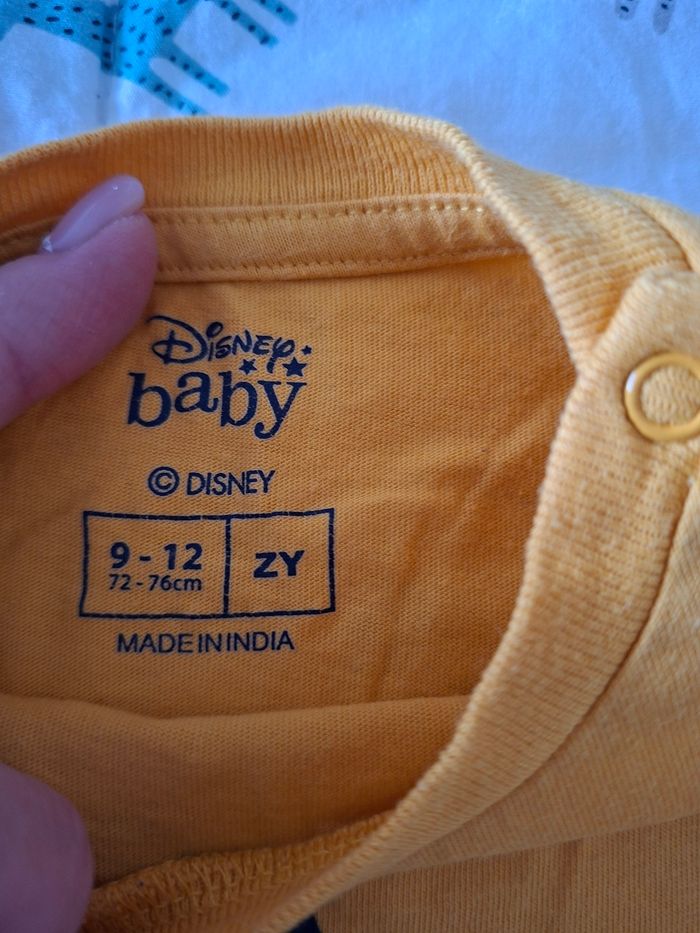 Disney
baby
© DISNEY
9 - 12
72 - 76cm
ZY
MADE IN INDIA